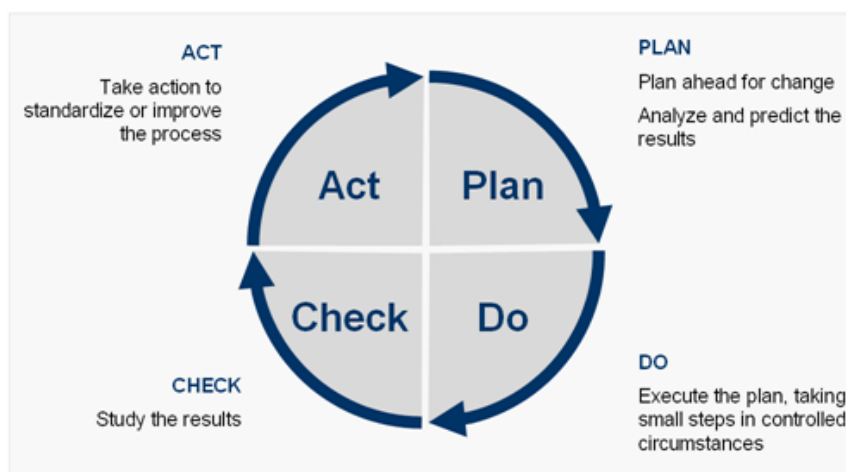 ACT
Take action to
standardize or improve
the process
PLAN
Plan ahead for change
Analyze and predict the
results
Act
Plan
Check
Do
CHECK
Study the results
DO
Execute the plan, taking
small steps in controlled
circumstances